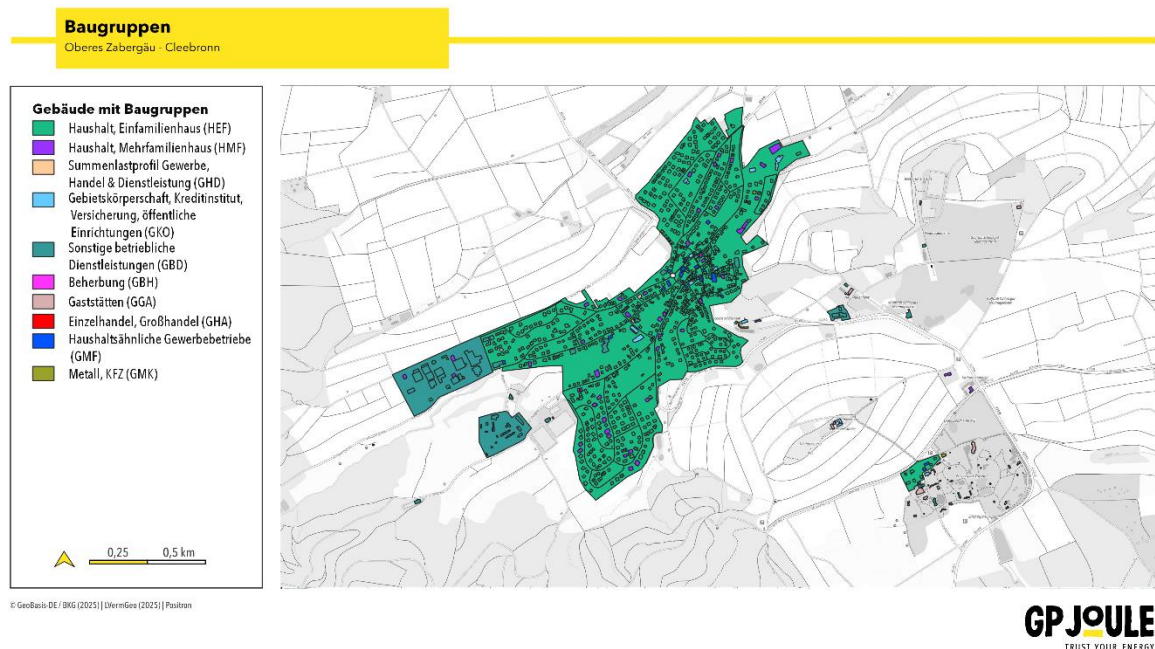 Baugruppen
Oberes Zabergäu - Cleebronn
Gebäude mit Baugruppen
Haushalt, Einfamilienhaus (HEF)
Haushalt, Mehrfamilienhaus (HMF)
Summenlastprofil Gewerbe,
Handel & Dienstleistung (GHD)
Gebietskörperschaft, Kreditinstitut,
Versicherung, öffentliche
Einrichtungen (GKO)
Sonstige betriebliche
Dienstleistungen (GBD)
Beherbung (GBH)
Gaststätten (GGA)
Einzelhandel, Großhandel (GHA)
Haushaltsähnliche Gewerbebetriebe
(GMF)
Metall, KFZ (GMK)
0,25 0,5 km
© GeoBasis-DE / BKG (2025) | LVermGeo (2025) | Positron
GP JOULE
TRUST YOUR ENERGY